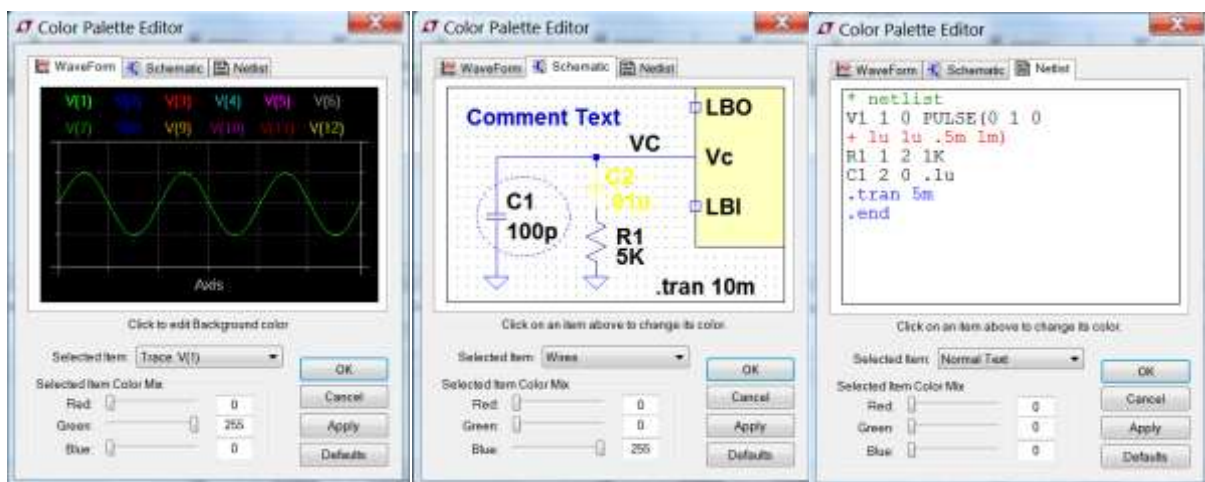 Color Palette Editor
WaveForm Schematic Netlist
V(1) V(2) V(3) V(4) V(5) V(6)
V(7) V(9) V(10) V(11) V(12)
Axis
Click to edit Background color
Selected Item: Trace V(1)
Selected Item Color Mix
Red: 0
Green: 255
Blue: 0
OK
Cancel
Apply
Defaults
Color Palette Editor
WaveForm Schematic Netlist
Comment Text
LBO
VC
Vc
C2
.01u
C1
100p
LBI
R1
5K
.tran 10m
Click on an item above to change its color.
Selected Item: Wires
Selected Item Color Mix
Red: 0
Green: 0
Blue: 255
OK
Cancel
Apply
Defaults
Color Palette Editor
WaveForm Schematic Netlist
* netlist
V1 1 0 PULSE(0 1 0
+ 1u 1u .5m 1m)
R1 1 2 1K
C1 2 0 .1u
.tran 5m
.end
Click on an item above to change its color.
Selected Item: Normal Text
Selected Item Color Mix
Red: 0
Green: 0
Blue: 0
OK
Cancel
Apply
Defaults